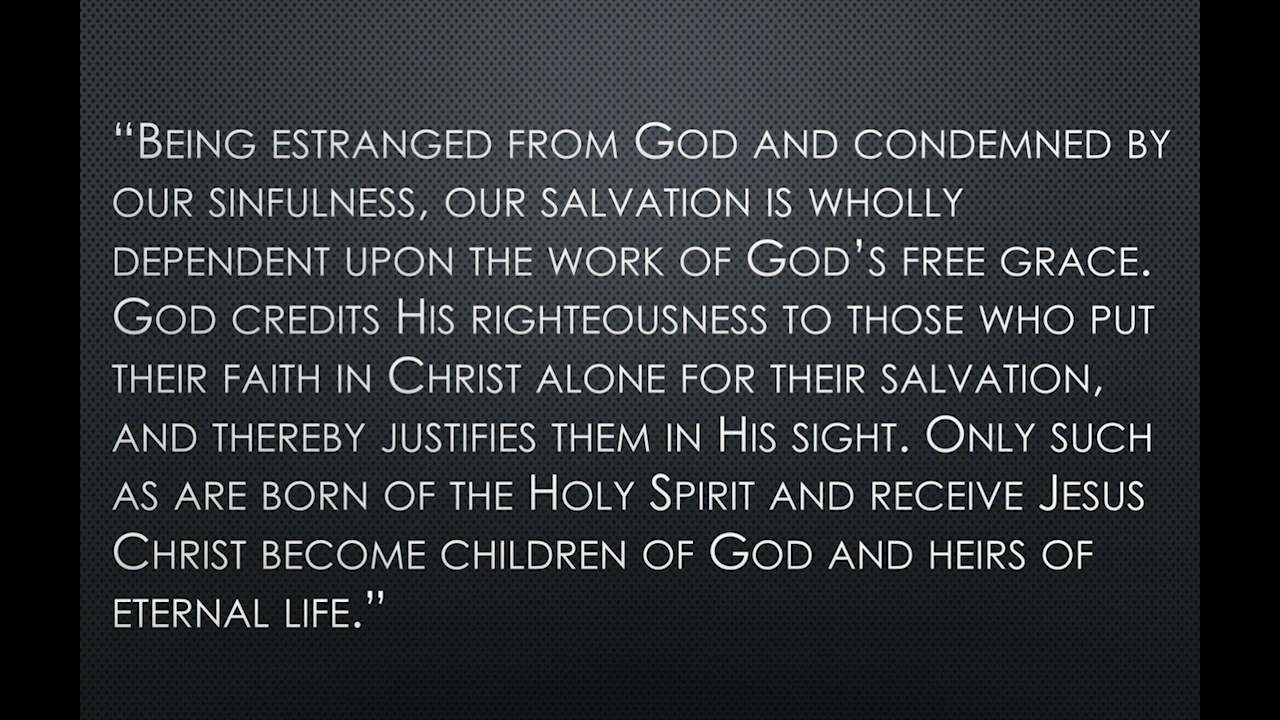 “Being estranged from God and condemned by
our sinfulness, our salvation is wholly
dependent upon the work of God’s free grace.
God credits His righteousness to those who put
their faith in Christ alone for their salvation,
and thereby justifies them in His sight. Only such
as are born of the Holy Spirit and receive Jesus
Christ become children of God and heirs of
eternal life.”